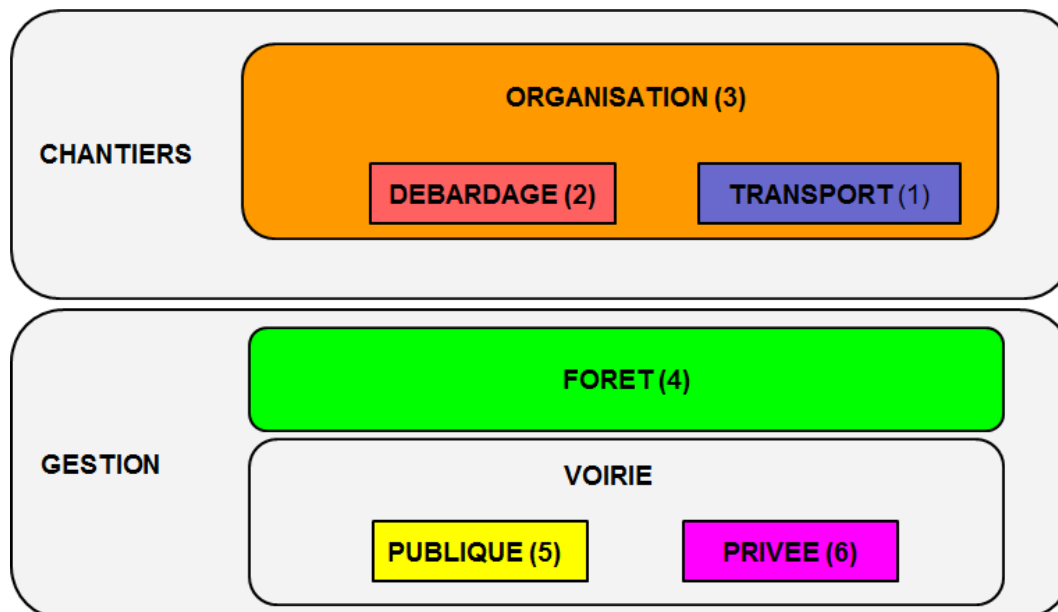 ORGANISATION (3)
CHANTIERS
DEBARDAGE (2)
TRANSPORT (1)
FORET (4)
GESTION
VOIRIE
PUBLIQUE (5)
PRIVEE (6)